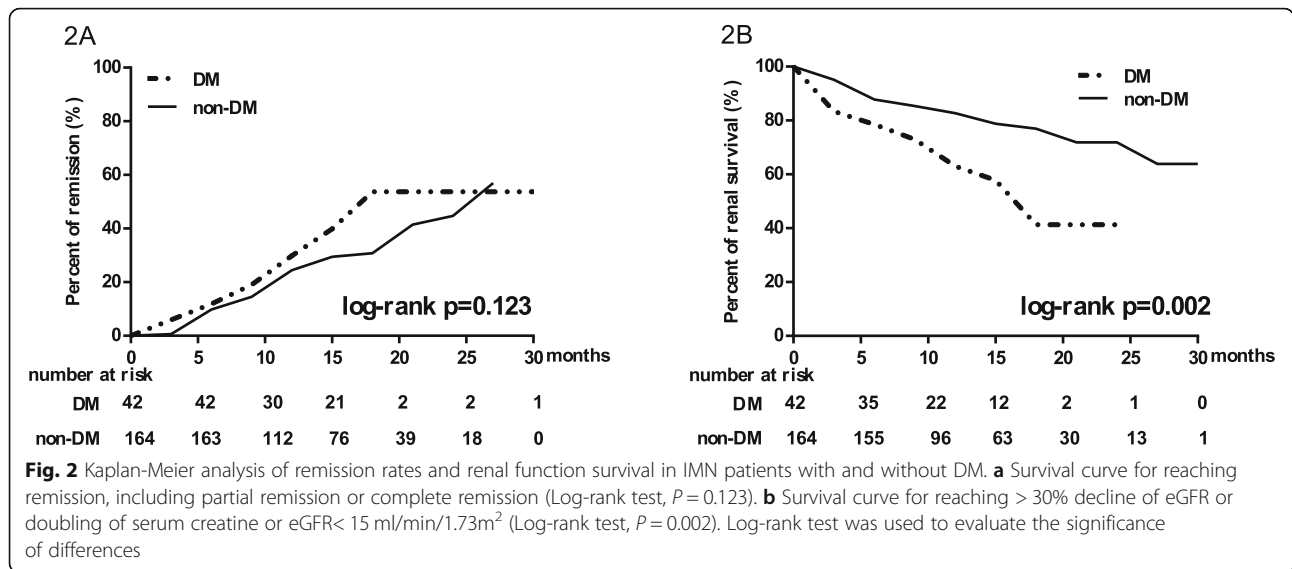 2A
100
80
60
40
20
0
Percent of remission (%)
DM
non-DM
log-rank p=0.123
0 5 10 15 20 25 30 months
number at risk
DM 42 42 30 21 2 2 1
non-DM 164 163 112 76 39 18 0
2B
100
80
60
40
20
0
Percent of renal survival (%)
DM
non-DM
log-rank p=0.002
0 5 10 15 20 25 30 months
number at risk
DM 42 35 22 12 2 1 0
non-DM 164 155 96 63 30 13 1
Fig. 2 Kaplan-Meier analysis of remission rates and renal function survival in IMN patients with and without DM. a Survival curve for reaching
remission, including partial remission or complete remission (Log-rank test, P = 0.123). b Survival curve for reaching > 30% decline of eGFR or
doubling of serum creatine or eGFR< 15 ml/min/1.73m² (Log-rank test, P = 0.002). Log-rank test was used to evaluate the significance
of differences